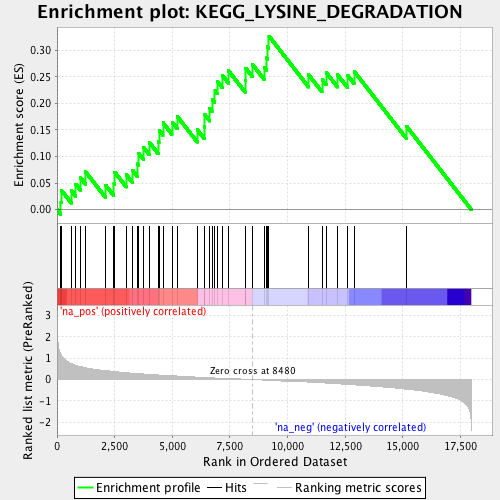 Enrichment plot: KEGG_LYSINE_DEGRADATION
Enrichment score (ES)
0.30
0.25
0.20
0.15
0.10
0.05
0.00
'na_pos' (positively correlated)
Ranked list metric (PreRanked)
3
2
1
0
-1
-2
Zero cross at 8480
'na_neg' (negatively correlated)
0 2,500 5,000 7,500 10,000 12,500 15,000 17,500
Rank in Ordered Dataset
Enrichment profile Hits Ranking metric scores